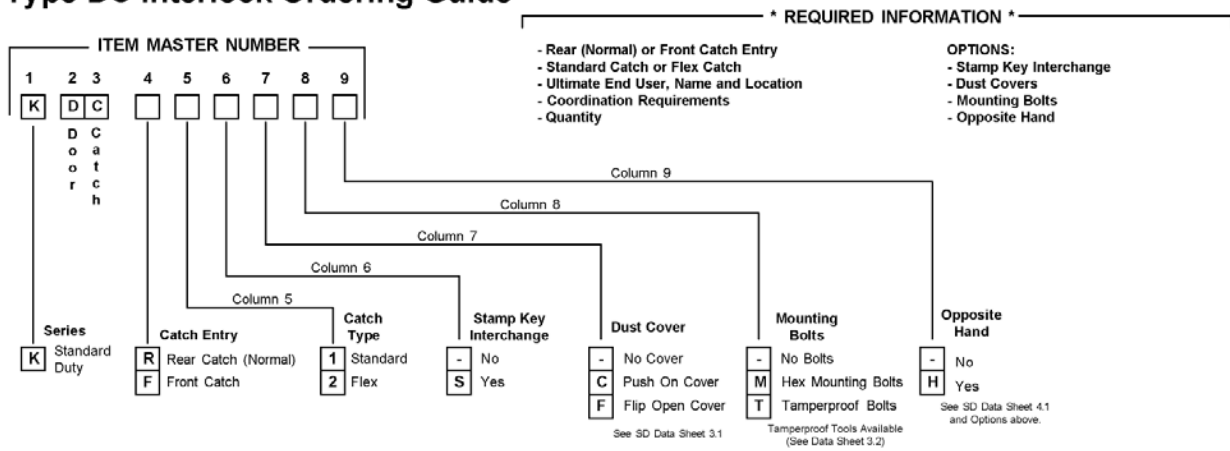 Type DC Interlock Ordering Guide
* REQUIRED INFORMATION *
ITEM MASTER NUMBER
- Rear (Normal) or Front Catch Entry
- Standard Catch or Flex Catch
- Ultimate End User, Name and Location
- Coordination Requirements
- Quantity
OPTIONS:
- Stamp Key Interchange
- Dust Covers
- Mounting Bolts
- Opposite Hand
1 2 3 4 5 6 7 8 9
K D C
Door
Catch
Column 9
Column 8
Column 7
Column 6
Column 5
Series
K Standard
Duty
Catch Entry
R Rear Catch (Normal)
F Front Catch
Catch
Type
1 Standard
2 Flex
Stamp Key
Interchange
- No
S Yes
Dust Cover
- No Cover
C Push On Cover
F Flip Open Cover
See SD Data Sheet 3.1
Mounting
Bolts
- No Bolts
M Hex Mounting Bolts
T Tamperproof Bolts
Tamperproof Tools Available
(See Data Sheet 3.2)
Opposite
Hand
- No
H Yes
See SD Data Sheet 4.1
and Options above.